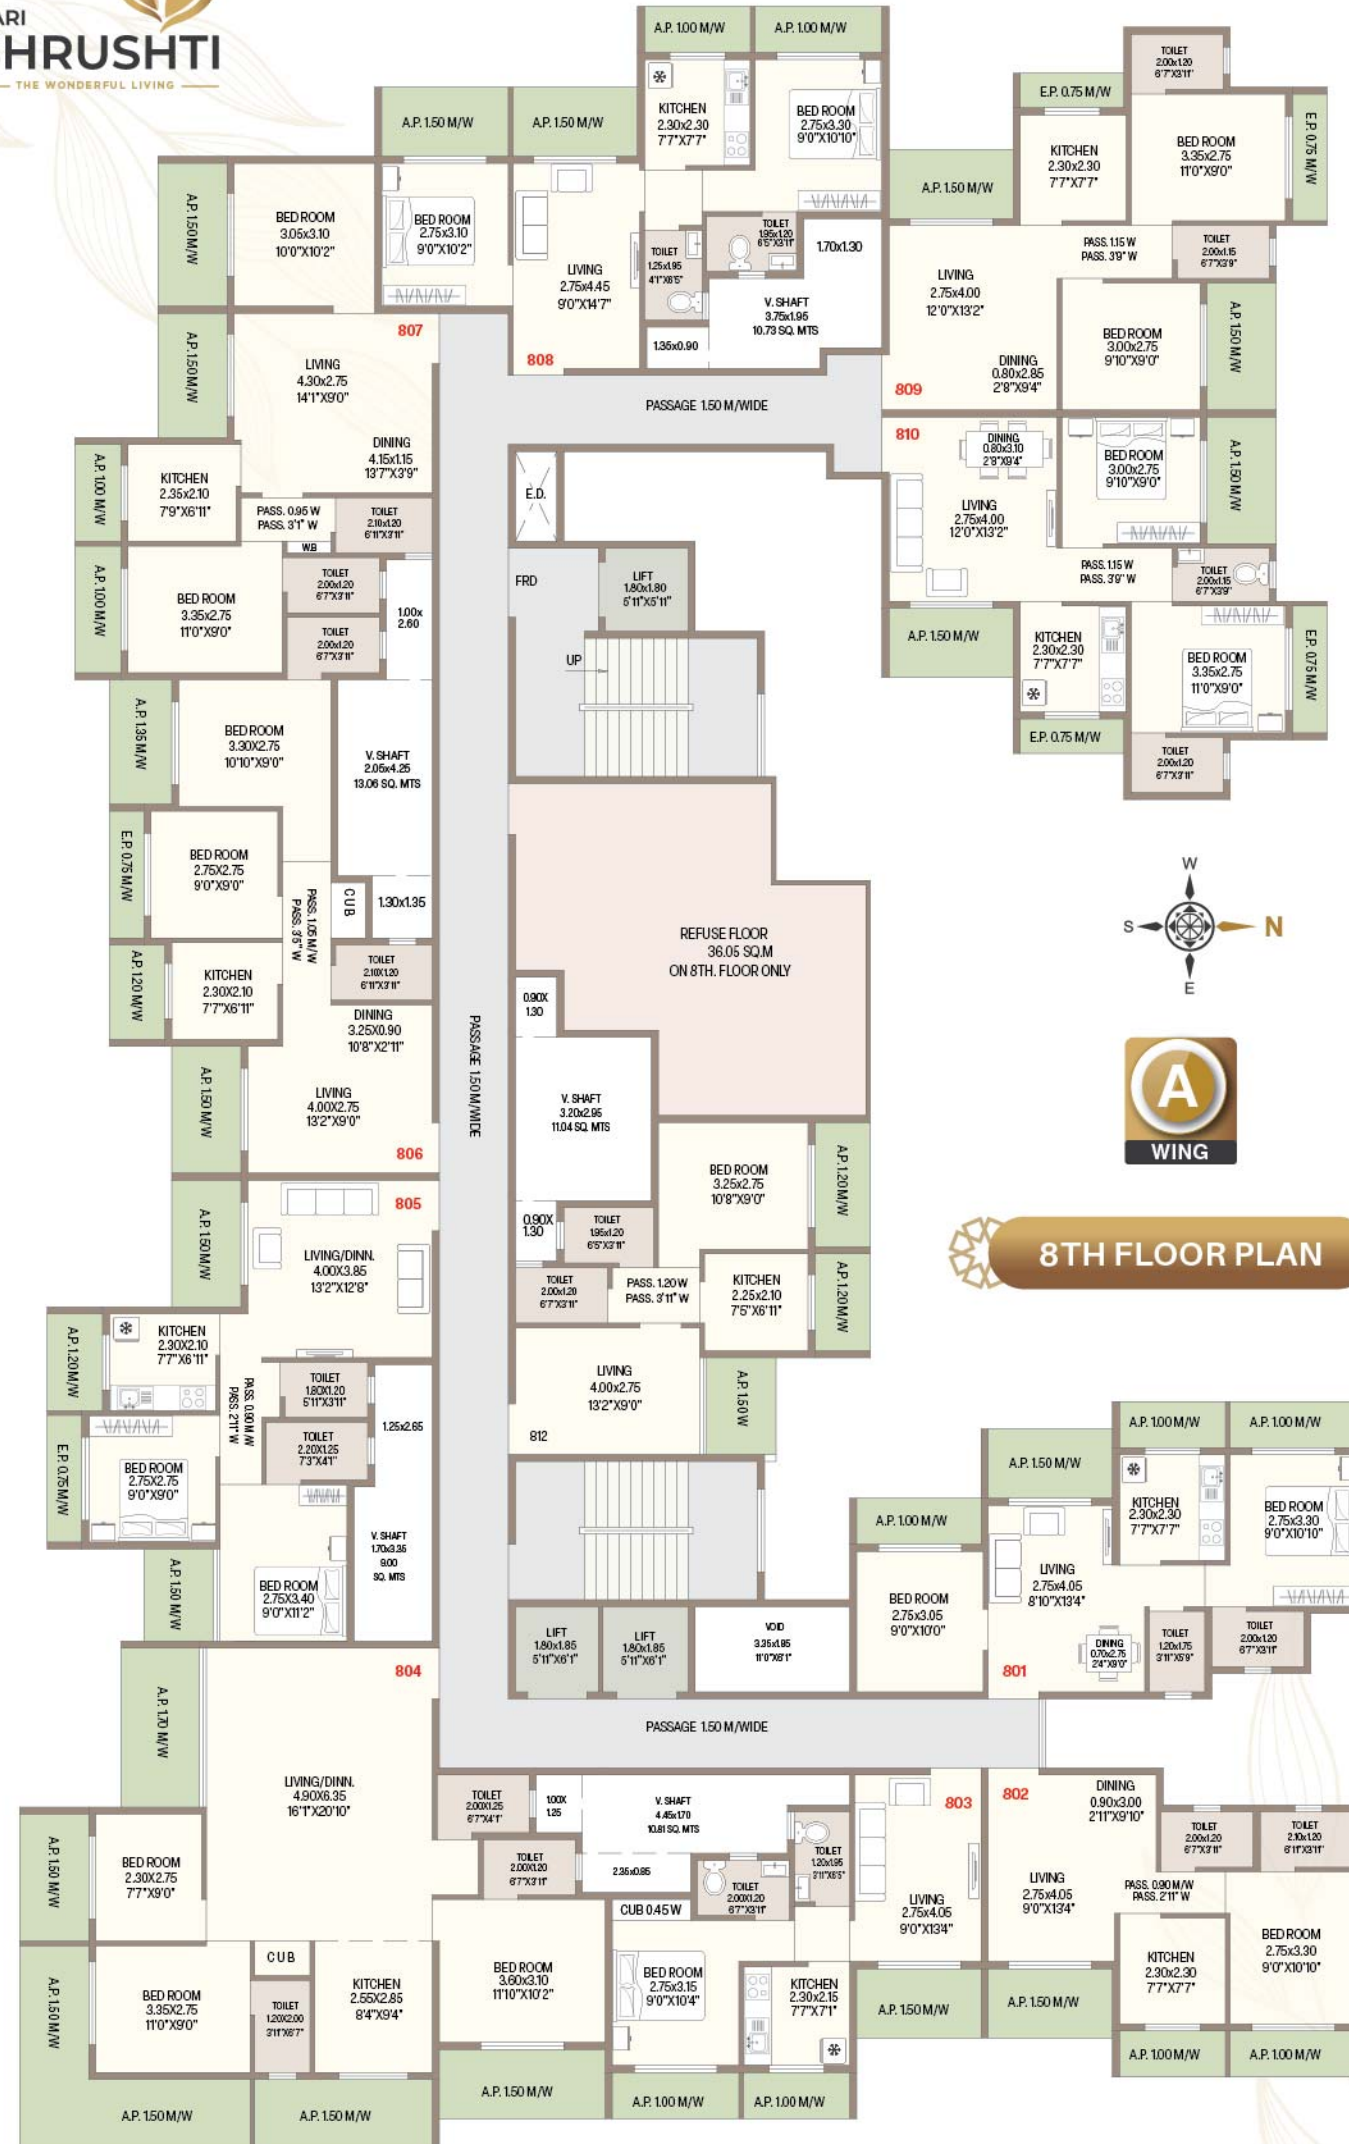 ARI
HRUSHTI
THE WONDERFUL LIVING
A.P. 1.00 M/W
A.P. 1.00 M/W
A.P. 1.50 M/W
A.P. 1.50 M/W
KITCHEN
2.30x2.30
7'7"X7'7"
BED ROOM
2.75x3.30
9'0"X10'10"
A.P. 1.50 M/W
BED ROOM
3.05x3.10
10'0"X10'2"
BED ROOM
2.75x3.10
9'0"X10'2"
LIVING
2.75x4.45
9'0"X14'7"
808
TOILET
1.25x1.95
4'1"X6'5"
TOILET
1.95x1.20
6'5"X3'11"
1.70x1.30
V. SHAFT
3.75x1.95
10.73 SQ. MTS
1.35x0.90
TOILET
2.00x1.20
6'7"X3'11"
E.P. 0.75 M/W
KITCHEN
2.30x2.30
7'7"X7'7"
BED ROOM
3.35x2.75
11'0"X9'0"
E.P. 0.75 M/W
A.P. 1.50 M/W
PASS. 1.15 W
PASS. 3'9" W
TOILET
2.00x1.15
6'7"X3'9"
LIVING
2.75x4.00
12'0"X13'2"
BED ROOM
3.00x2.75
9'10"X9'0"
A.P. 1.50 M/W
DINING
0.80x2.85
2'8"X9'4"
809
A.P. 1.50 M/W
807
LIVING
4.30x2.75
14'1"X9'0"
DINING
4.15x1.15
13'7"X3'9"
PASSAGE 1.50 M/WIDE
810
DINING
0.80x3.10
2'8"X9'4"
LIVING
2.75x4.00
12'0"X13'2"
BED ROOM
3.00x2.75
9'10"X9'0"
A.P. 1.50 M/W
PASS. 1.15 W
PASS. 3'9" W
TOILET
2.00x1.15
6'7"X3'9"
A.P. 1.50 M/W
KITCHEN
2.30x2.30
7'7"X7'7"
BED ROOM
3.35x2.75
11'0"X9'0"
E.P. 0.75 M/W
E.P. 0.75 M/W
TOILET
2.00x1.20
6'7"X3'11"
A.P. 1.00 M/W
KITCHEN
2.35x2.10
7'9"X6'11"
PASS. 0.95 W
PASS. 3'1" W
W.B
TOILET
2.10x1.20
6'11"X3'11"
A.P. 1.00 M/W
BED ROOM
3.35x2.75
11'0"X9'0"
TOILET
2.00x1.20
6'7"X3'11"
TOILET
2.00x1.20
6'7"X3'11"
1.00x
2.60
E.D.
FRD
LIFT
1.80x1.80
5'11"X5'11"
UP
A.P. 1.35 M/W
BED ROOM
3.30X2.75
10'10"X9'0"
V. SHAFT
2.05x4.25
13.06 SQ. MTS
E.P. 0.75 M/W
BED ROOM
2.75X2.75
9'0"X9'0"
PASS. 1.05 M/W
PASS. 3'5" W
CUB
1.30x1.35
A.P. 1.20 M/W
KITCHEN
2.30X2.10
7'7"X6'11"
TOILET
2.10X1.20
6'11"X3'11"
DINING
3.25X0.90
10'8"X2'11"
A.P. 1.50 M/W
LIVING
4.00X2.75
13'2"X9'0"
806
PASSAGE 1.50 M/WIDE
REFUSE FLOOR
36.05 SQ.M
ON 8TH. FLOOR ONLY
0.90X
1.30
V. SHAFT
3.20x2.95
11.04 SQ. MTS
BED ROOM
3.25x2.75
10'8"X9'0"
A.P. 1.20 M/W
0.90X
1.30
TOILET
1.95x1.20
6'5"X3'11"
TOILET
2.00x1.20
6'7"X3'11"
PASS. 1.20 W
PASS. 3'11" W
KITCHEN
2.25x2.10
7'5"X6'11"
A.P. 1.20 M/W
LIVING
4.00x2.75
13'2"X9'0"
812
A.P. 1.50 W
W
S
N
E
A
WING
8TH FLOOR PLAN
A.P. 1.50 M/W
805
LIVING/DINN.
4.00X3.85
13'2"X12'8"
A.P. 1.20 M/W
KITCHEN
2.30X2.10
7'7"X6'11"
PASS. 0.90 M/W
PASS. 2'11" W
TOILET
1.80X1.20
5'11"X3'11"
TOILET
2.20X1.25
7'3"X4'1"
1.25x2.65
E.P. 0.75 M/W
BED ROOM
2.75X2.75
9'0"X9'0"
A.P. 1.50 M/W
BED ROOM
2.75X3.40
9'0"X11'2"
V. SHAFT
1.70x3.35
9.00
SQ. MTS
LIFT
1.80x1.85
5'11"X6'1"
LIFT
1.80x1.85
5'11"X6'1"
VOID
3.35x1.85
11'0"X6'1"
A.P. 1.00 M/W
BED ROOM
2.75x3.05
9'0"X10'0"
A.P. 1.50 M/W
A.P. 1.00 M/W
A.P. 1.00 M/W
KITCHEN
2.30x2.30
7'7"X7'7"
BED ROOM
2.75x3.30
9'0"X10'10"
LIVING
2.75x4.05
8'10"X13'4"
DINING
0.70x2.75
2'4"X9'0"
801
TOILET
1.20x1.75
3'11"X5'9"
TOILET
2.00x1.20
6'7"X3'11"
PASSAGE 1.50 M/WIDE
804
A.P. 1.70 M/W
LIVING/DINN.
4.90X6.35
16'1"X20'10"
A.P. 1.50 M/W
BED ROOM
2.30X2.75
7'7"X9'0"
A.P. 1.50 M/W
BED ROOM
3.35X2.75
11'0"X9'0"
CUB
TOILET
1.20X2.00
3'11"X6'7"
KITCHEN
2.55X2.85
8'4"X9'4"
A.P. 1.50 M/W
A.P. 1.50 M/W
TOILET
2.00X1.25
6'7"X4'1"
1.00X
1.25
V. SHAFT
4.45x1.70
10.81 SQ. MTS
TOILET
2.00X1.20
6'7"X3'11"
2.35x0.85
BED ROOM
3.60x3.10
11'10"X10'2"
A.P. 1.50 M/W
CUB 0.45 W
TOILET
2.00X1.20
6'7"X3'11"
TOILET
1.20x1.95
3'11"X6'5"
BED ROOM
2.75x3.15
9'0"X10'4"
KITCHEN
2.30x2.15
7'7"X7'1"
A.P. 1.00 M/W
A.P. 1.00 M/W
803
LIVING
2.75x4.05
9'0"X13'4"
A.P. 1.50 M/W
802
DINING
0.90x3.00
2'11"X9'10"
LIVING
2.75x4.05
9'0"X13'4"
A.P. 1.50 M/W
TOILET
2.00x1.20
6'7"X3'11"
TOILET
2.10x1.20
6'11"X3'11"
PASS. 0.90 M/W
PASS. 2'11" W
KITCHEN
2.30x2.30
7'7"X7'7"
BED ROOM
2.75x3.30
9'0"X10'10"
A.P. 1.00 M/W
A.P. 1.00 M/W